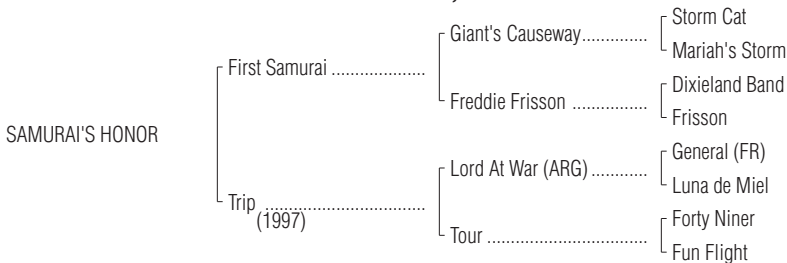 Storm Cat
Giant's Causeway..............
Mariah's Storm
First Samurai ....................
Dixieland Band
Freddie Frisson ................
Frisson
SAMURAI'S HONOR
General (FR)
Lord At War (ARG)............
Luna de Miel
Trip ..................................
(1997)
Forty Niner
Tour ..................................
Fun Flight